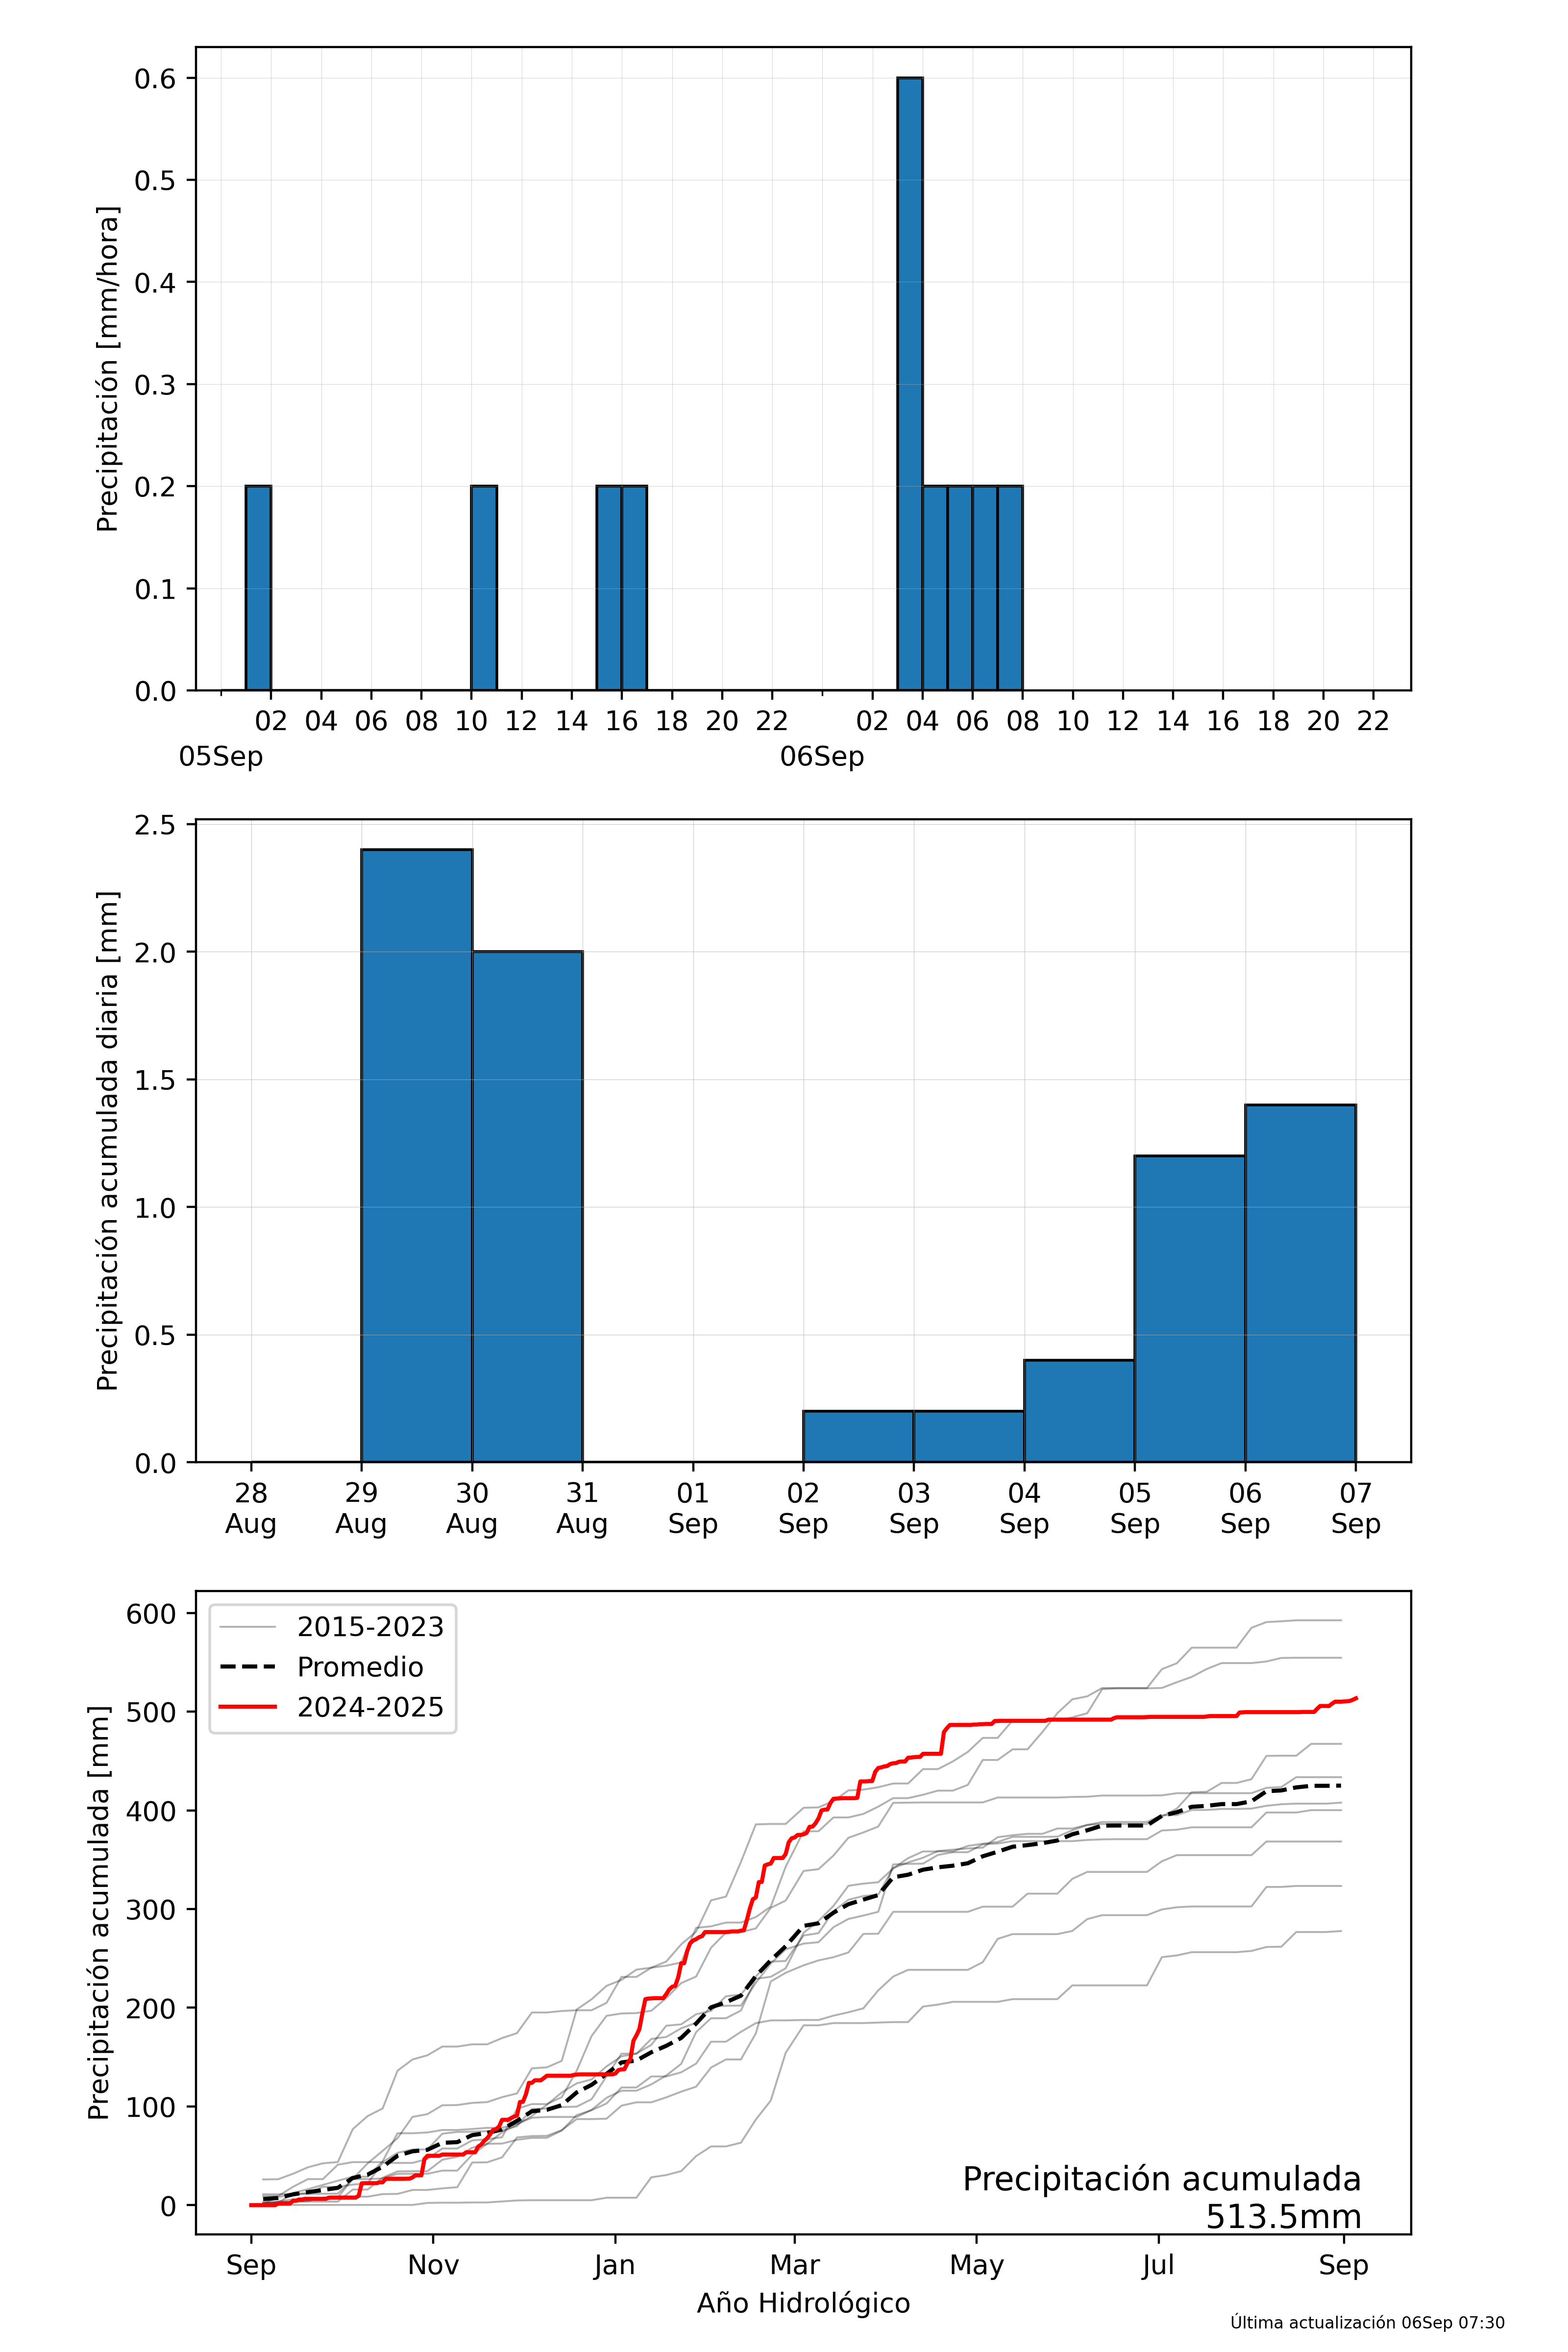 Precipitación [mm/hora]
0.6
0.5
0.4
0.3
0.2
0.1
0.0
02 04 06 08 10 12 14 16 18 20 22 02 04 06 08 10 12 14 16 18 20 22
05Sep 06Sep
Precipitación acumulada diaria [mm]
2.5
2.0
1.5
1.0
0.5
0.0
28 29 30 31 01 02 03 04 05 06 07
Aug Aug Aug Aug Sep Sep Sep Sep Sep Sep Sep
Precipitación acumulada [mm]
600
500
400
300
200
100
0
2015-2023
Promedio
2024-2025
Precipitación acumulada
513.5mm
Sep Nov Jan Mar May Jul Sep
Año Hidrológico
Última actualización 06Sep 07:30